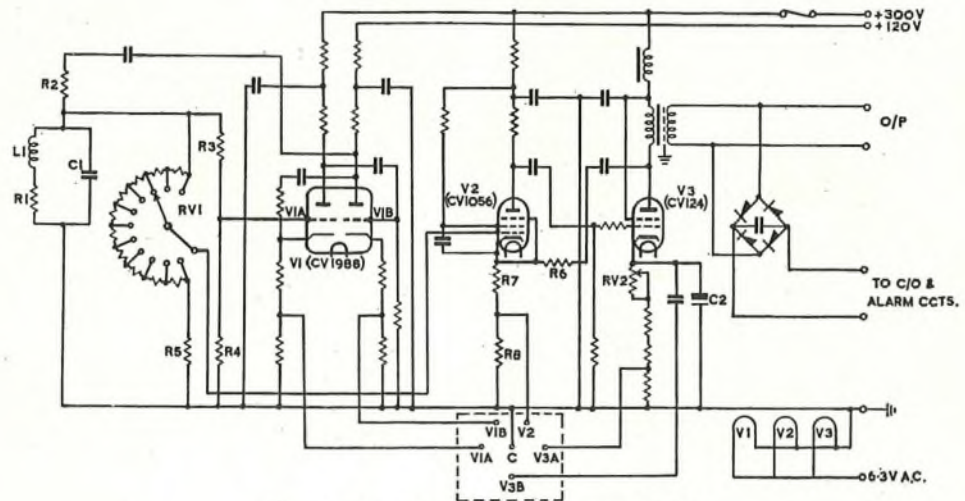 +300V
+120V
R2
R3
O/P
L1
C1
R1
RV1
V1A
V1B
V1 (CV1988)
V2
(CV1056)
V3
(CV124)
R7
R6
RV2
C2
TO C/O &
ALARM CCTS.
R5
R4
R8
V1B
V2
V1A
C
V3A
V3B
V1
V2
V3
6·3V A.C.